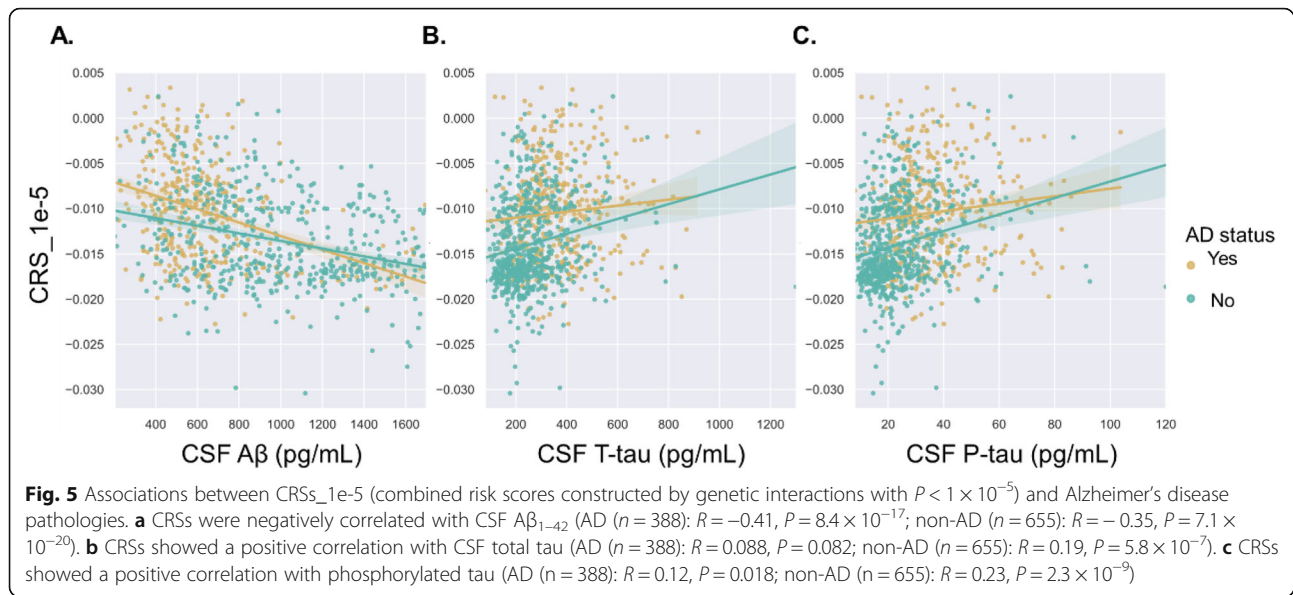 A. B. C.
0.005 0.005 0.005
0.000 0.000 0.000
−0.005 −0.005 −0.005
−0.010 −0.010 −0.010
−0.015 −0.015 −0.015
−0.020 −0.020 −0.020
−0.025 −0.025 −0.025
−0.030 −0.030 −0.030
CRS_1e-5
400 600 800 1000 1200 1400 1600
200 400 600 800 1000 1200
20 40 60 80 100 120
CSF Aβ (pg/mL) CSF T-tau (pg/mL) CSF P-tau (pg/mL)
AD status
Yes
No
Fig. 5 Associations between CRSs_1e-5 (combined risk scores constructed by genetic interactions with P < 1 × 10⁻⁵) and Alzheimer's disease
pathologies. a CRSs were negatively correlated with CSF Aβ₁₋₄₂ (AD (n = 388): R = −0.41, P = 8.4 × 10⁻¹⁷; non-AD (n = 655): R = − 0.35, P = 7.1 ×
10⁻²⁰). b CRSs showed a positive correlation with CSF total tau (AD (n = 388): R = 0.088, P = 0.082; non-AD (n = 655): R = 0.19, P = 5.8 × 10⁻⁷). c CRSs
showed a positive correlation with phosphorylated tau (AD (n = 388): R = 0.12, P = 0.018; non-AD (n = 655): R = 0.23, P = 2.3 × 10⁻⁹)